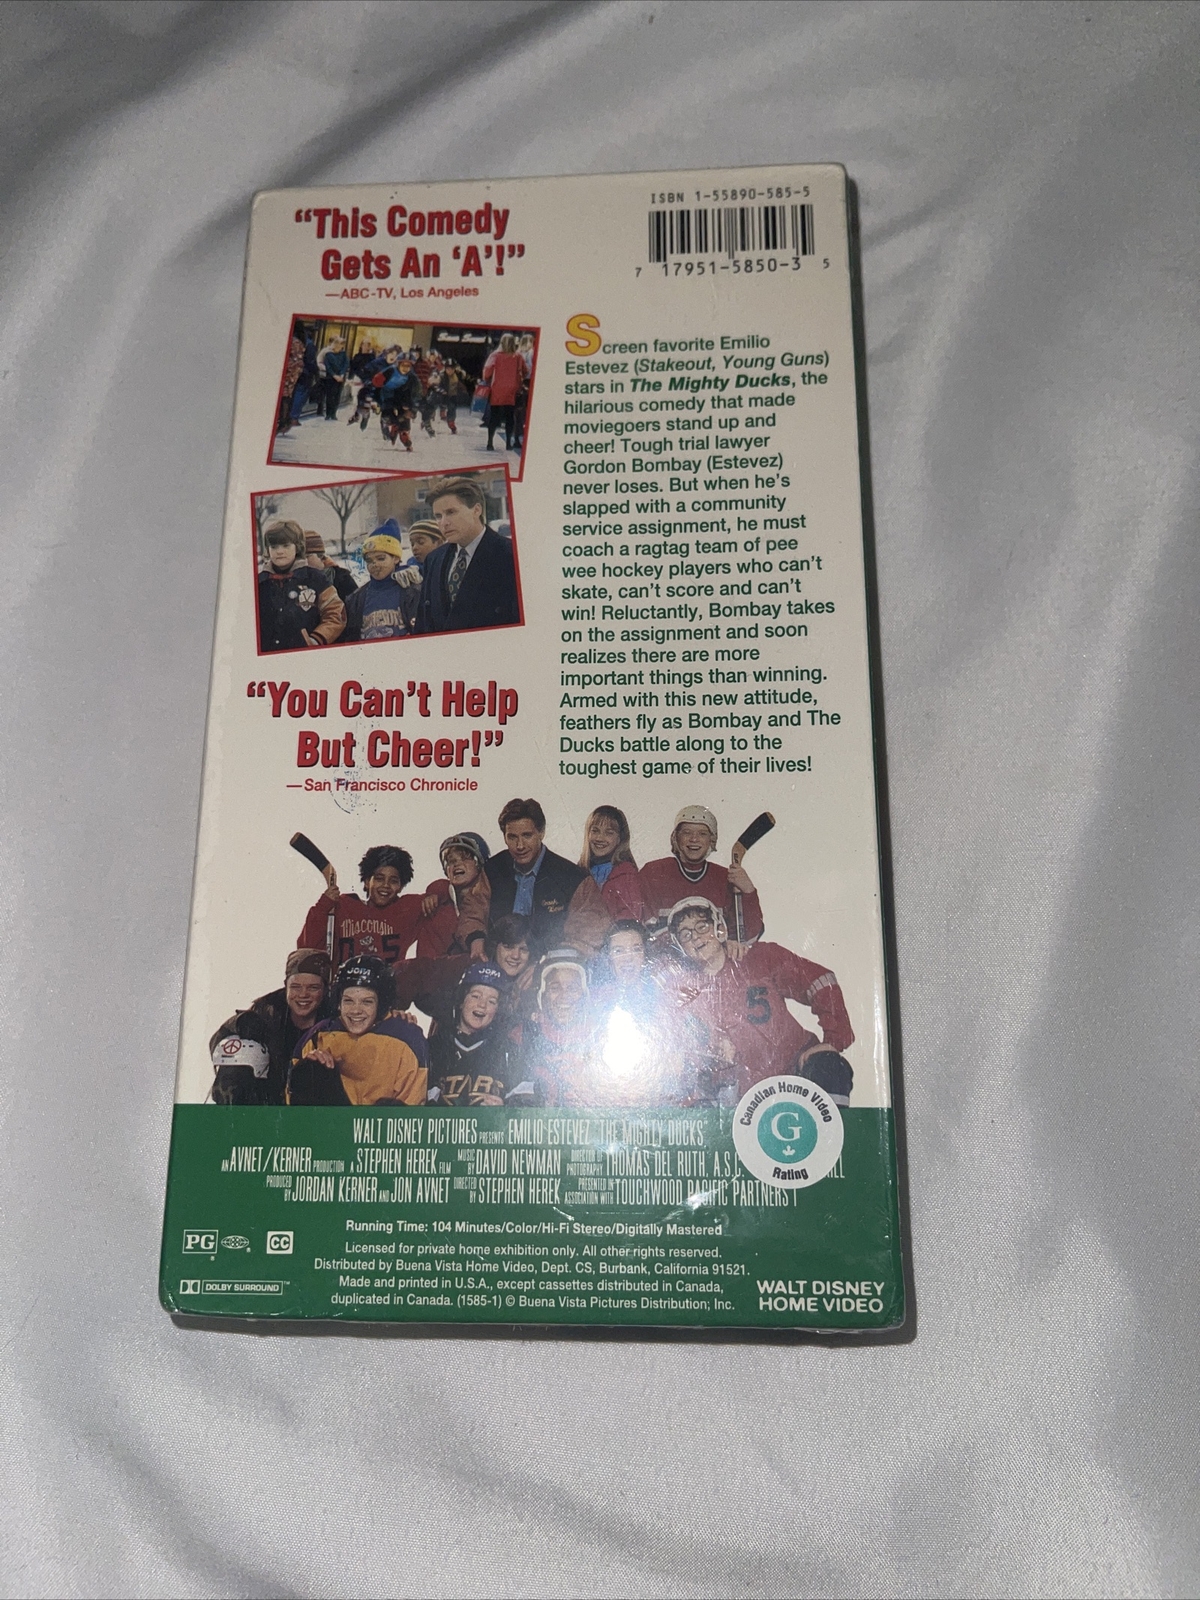 "This Comedy
Gets An 'A'!"
—ABC-TV, Los Angeles
ISBN 1-55890-585-5
7 17951-5850-3 5
Screen favorite Emilio
Estevez (Stakeout, Young Guns)
stars in The Mighty Ducks, the
hilarious comedy that made
moviegoers stand up and
cheer! Tough trial lawyer
Gordon Bombay (Estevez)
never loses. But when he's
slapped with a community
service assignment, he must
coach a ragtag team of pee
wee hockey players who can't
skate, can't score and can't
win! Reluctantly, Bombay takes
on the assignment and soon
realizes there are more
important things than winning.
Armed with this new attitude,
feathers fly as Bombay and The
Ducks battle along to the
toughest game of their lives!
"You Can't Help
But Cheer!"
—San Francisco Chronicle
Wisconsin
JOFA
JOFA
STARS
5
Canadian Home Video
G
Rating
WALT DISNEY PICTURES PRESENTS EMILIO ESTEVEZ "THE MIGHTY DUCKS"
AN AVNET/KERNER PRODUCTION A STEPHEN HEREK FILM MUSIC BY DAVID NEWMAN DIRECTOR OF PHOTOGRAPHY THOMAS DEL RUTH, A.S.C.
PRODUCED BY JORDAN KERNER AND JON AVNET DIRECTED BY STEPHEN HEREK PRESENTED IN ASSOCIATION WITH TOUCHWOOD PACIFIC PARTNERS I
Running Time: 104 Minutes/Color/Hi-Fi Stereo/Digitally Mastered
PG
CC
Licensed for private home exhibition only. All other rights reserved.
Distributed by Buena Vista Home Video, Dept. CS, Burbank, California 91521.
Made and printed in U.S.A., except cassettes distributed in Canada,
duplicated in Canada. (1585-1) © Buena Vista Pictures Distribution, Inc.
DOLBY SURROUND™
WALT DISNEY
HOME VIDEO